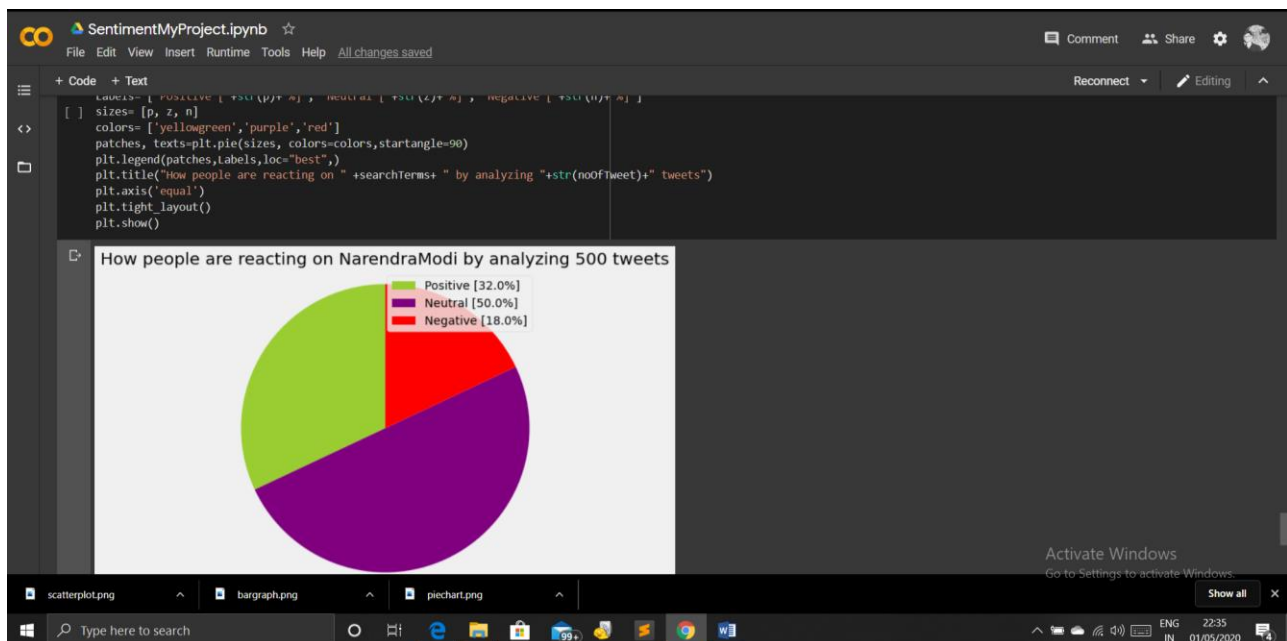 SentimentMyProject.ipynb
File Edit View Insert Runtime Tools Help All changes saved
Comment Share
+ Code + Text
Reconnect Editing
[ ] sizes= [p, z, n]
colors= ['yellowgreen','purple','red']
patches, texts=plt.pie(sizes, colors=colors,startangle=90)
plt.legend(patches,Labels,loc="best",)
plt.title("How people are reacting on " +searchTerms+ " by analyzing "+str(noOfTweet)+" tweets")
plt.axis('equal')
plt.tight_layout()
plt.show()
How people are reacting on NarendraModi by analyzing 500 tweets
Positive [32.0%]
Neutral [50.0%]
Negative [18.0%]
Activate Windows
Go to Settings to activate Windows.
scatterplot.png bargraph.png piechart.png Show all
Type here to search
99+
ENG
IN
22:35
01/05/2020